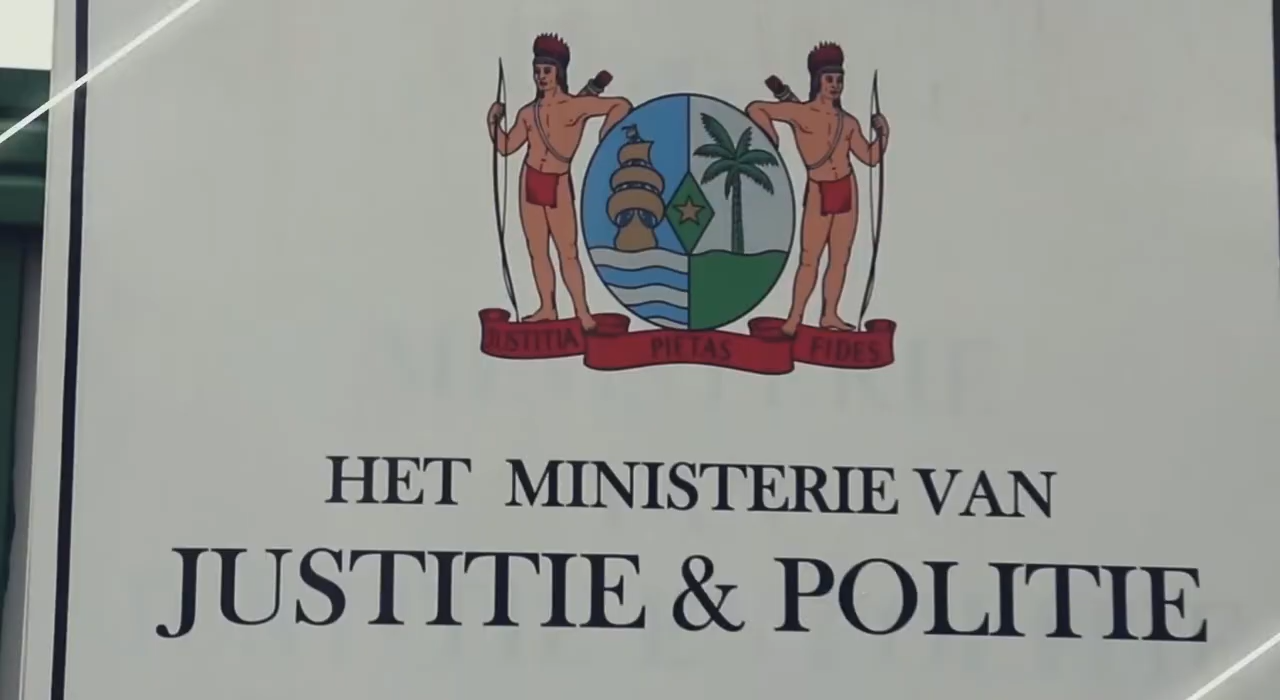 JUSTITIA PIETAS FIDES
HET MINISTERIE VAN
JUSTITIE & POLITIE